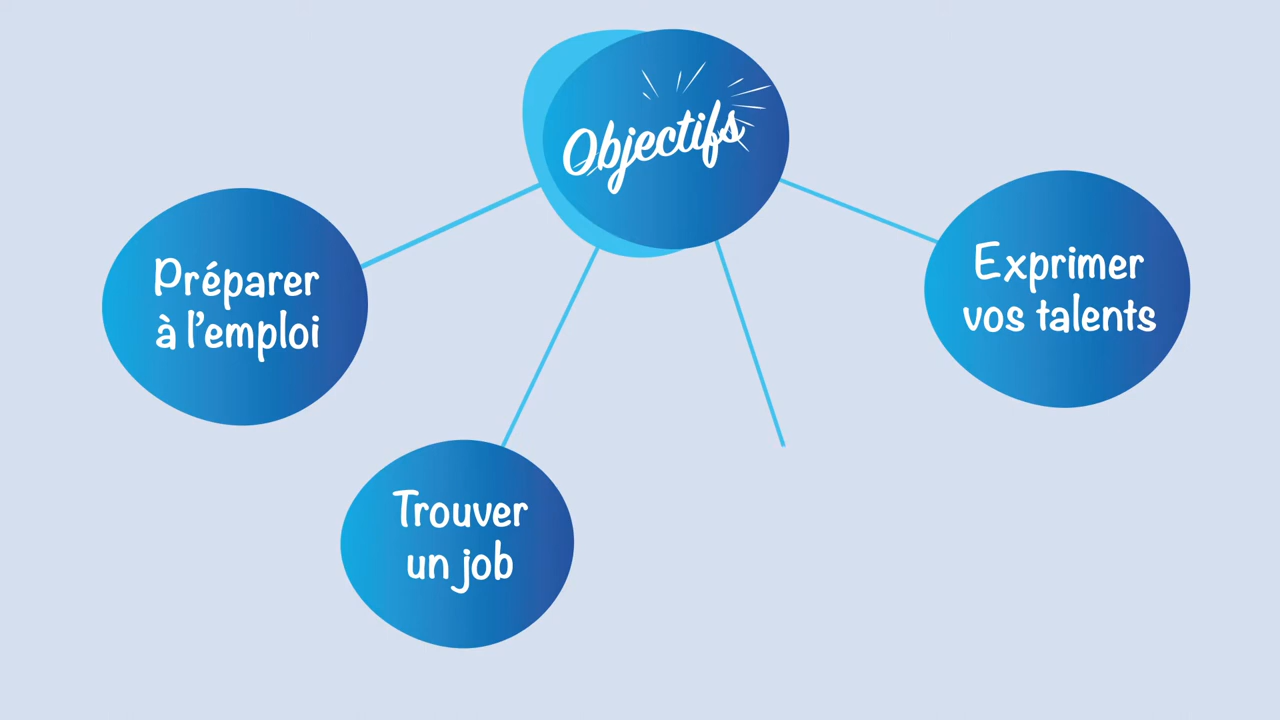 Objectifs
Préparer
à l'emploi
Trouver
un job
Exprimer
vos talents